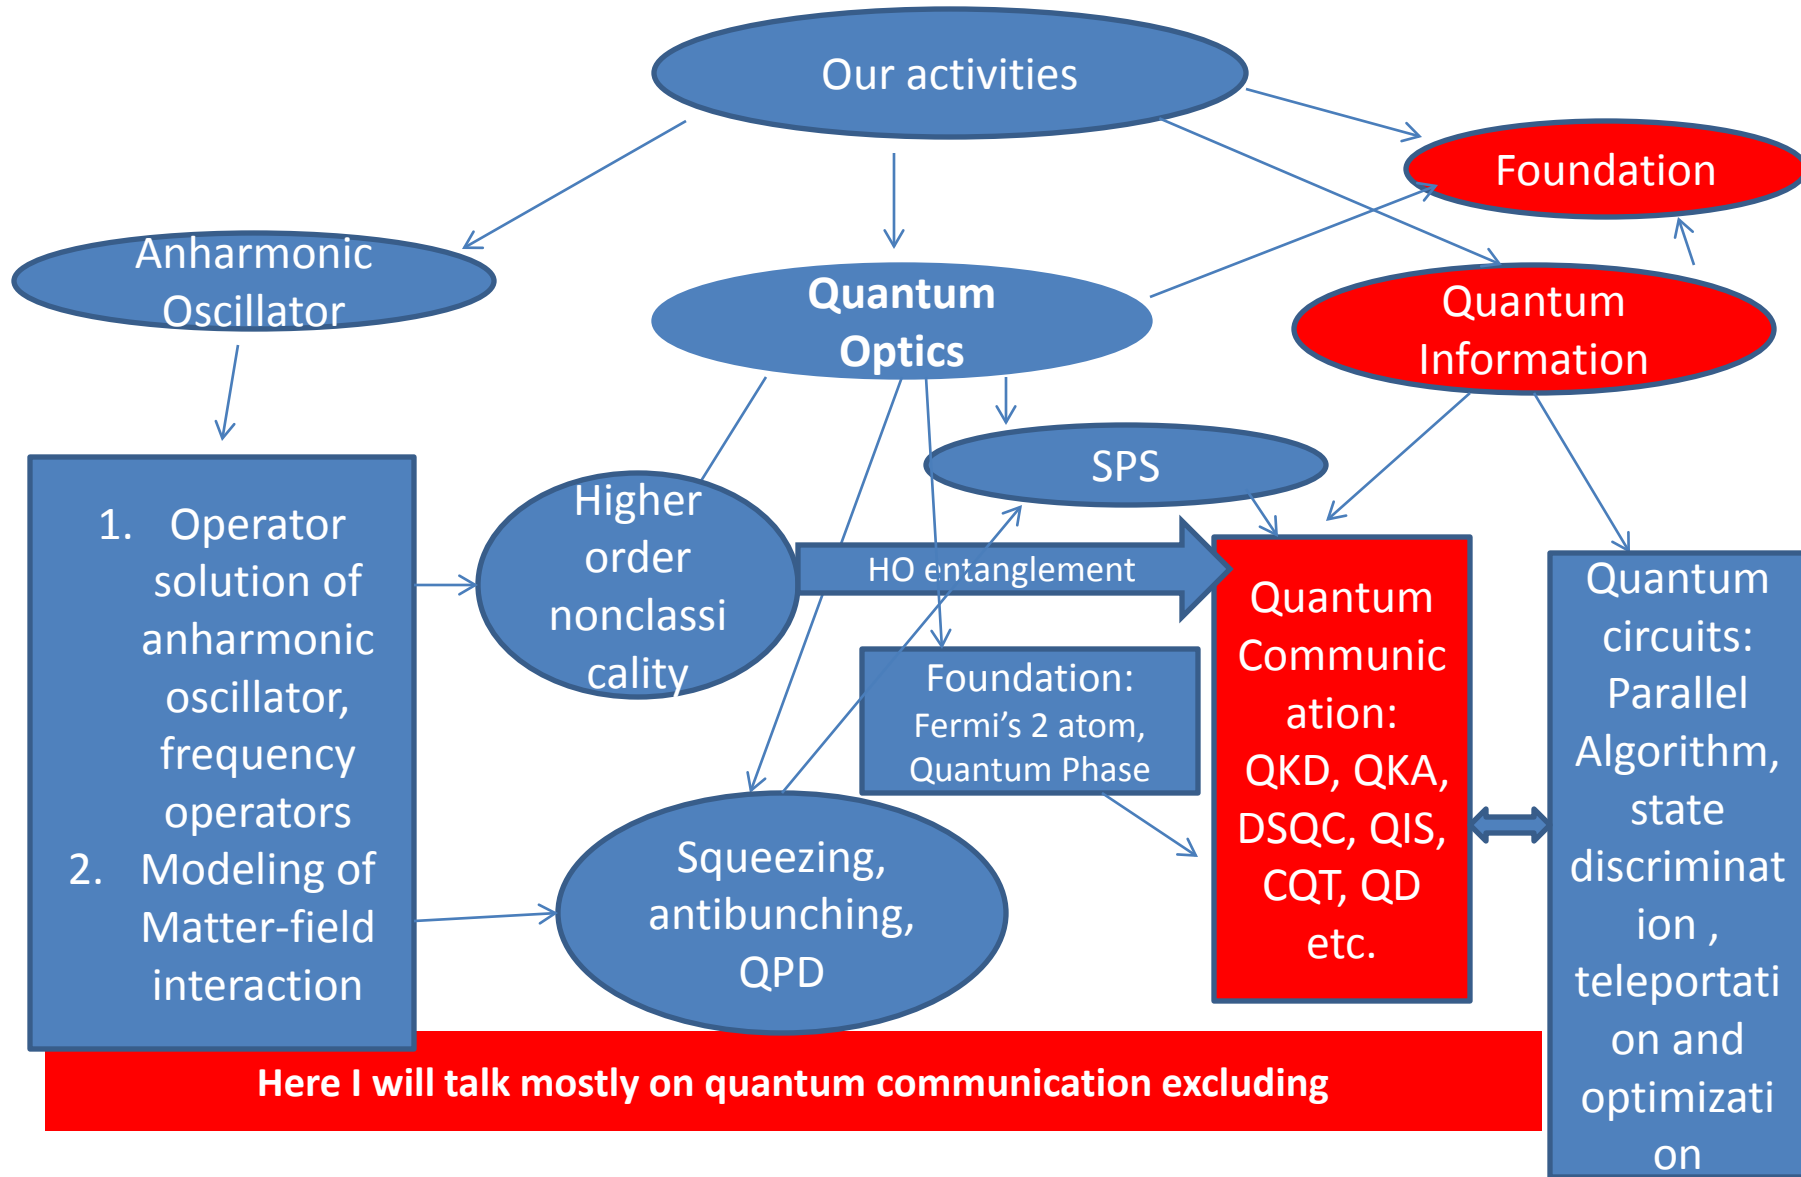 Our activities
Foundation
Anharmonic
Oscillator
Quantum
Optics
Quantum
Information
SPS
1. Operator
solution of
anharmonic
oscillator,
frequency
operators
2. Modeling of
Matter-field
interaction
Higher
order
nonclassi
cality
HO entanglement
Foundation:
Fermi’s 2 atom,
Quantum Phase
Squeezing,
antibunching,
QPD
Quantum
Communic
ation:
QKD, QKA,
DSQC, QIS,
CQT, QD
etc.
Quantum
circuits:
Parallel
Algorithm,
state
discriminat
ion ,
teleportati
on and
optimizati
on
Here I will talk mostly on quantum communication excluding